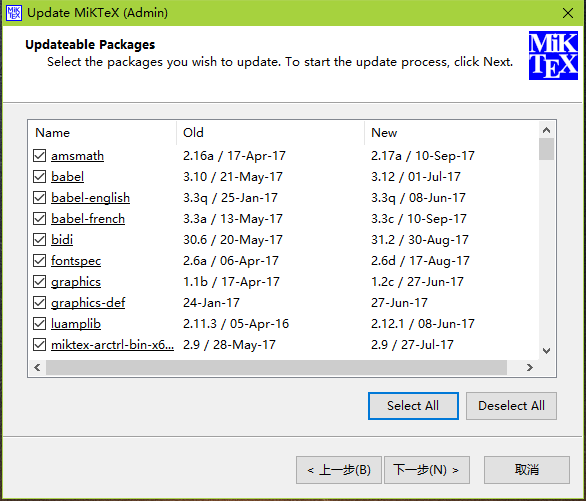 Update MiKTeX (Admin)
Updateable Packages
Select the packages you wish to update. To start the update process, click Next.
MiK
TEX
Name Old New
amsmath 2.16a / 17-Apr-17 2.17a / 10-Sep-17
babel 3.10 / 21-May-17 3.12 / 01-Jul-17
babel-english 3.3q / 25-Jan-17 3.3q / 08-Jun-17
babel-french 3.3a / 13-May-17 3.3c / 10-Sep-17
bidi 30.6 / 20-May-17 31.2 / 30-Aug-17
fontspec 2.6a / 06-Apr-17 2.6d / 17-Aug-17
graphics 1.1b / 17-Apr-17 1.2c / 27-Jun-17
graphics-def 24-Jan-17 27-Jun-17
luamplib 2.11.3 / 05-Apr-16 2.12.1 / 08-Jun-17
miktex-arctrl-bin-x6... 2.9 / 28-May-17 2.9 / 27-Jul-17
Select All Deselect All
< 上一步(B) 下一步(N) > 取消